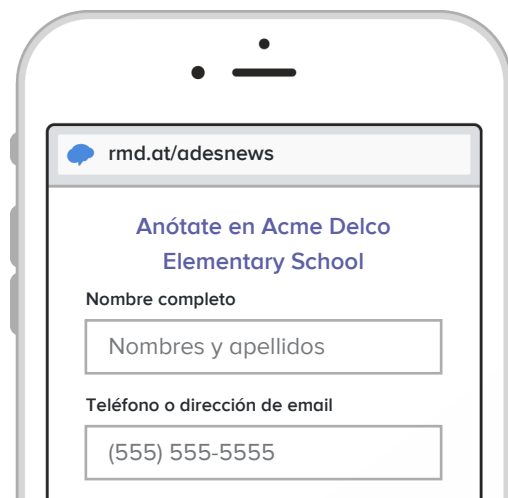 rmd.at/adesnews
Anótate en Acme Delco
Elementary School
Nombre completo
Nombres y apellidos
Teléfono o dirección de email
(555) 555-5555